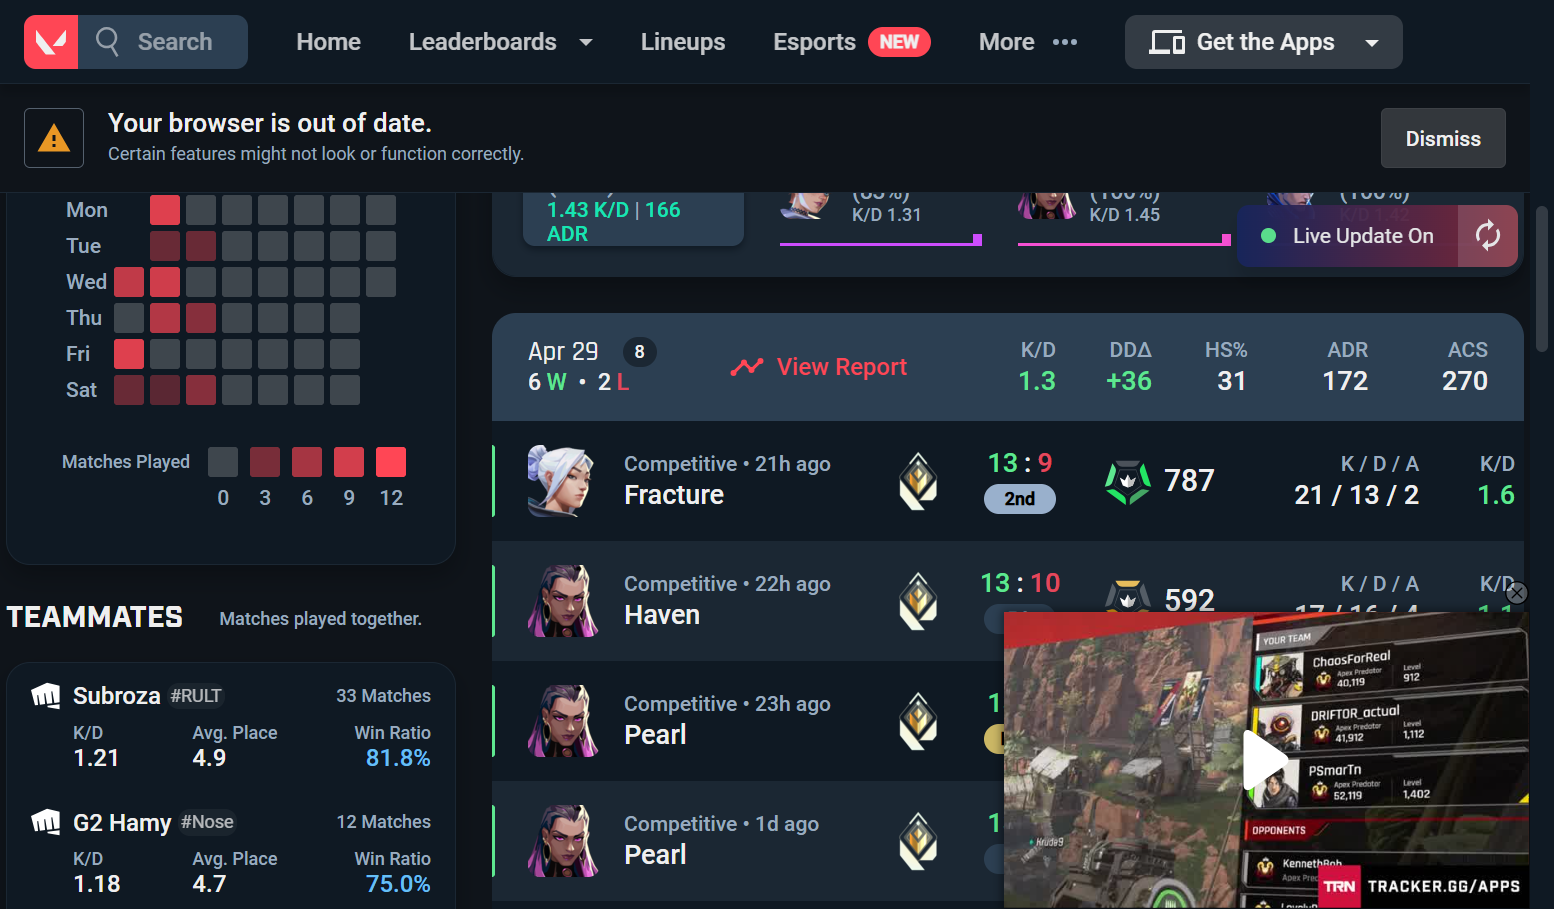 Search
Home
Leaderboards
Lineups
Esports NEW
More
Get the Apps
Your browser is out of date.
Certain features might not look or function correctly.
Dismiss
Mon
Tue
Wed
Thu
Fri
Sat
Matches Played
0 3 6 9 12
1.43 K/D | 166
ADR
K/D 1.31
K/D 1.45
Live Update On
Apr 29 8
6 W • 2 L
View Report
K/D DDΔ HS% ADR ACS
1.3 +36 31 172 270
Competitive • 21h ago
Fracture
13 : 9
2nd
787
K / D / A
21 / 13 / 2
K/D
1.6
Competitive • 22h ago
Haven
13 : 10
592
K / D / A
K/D
Competitive • 23h ago
Pearl
Competitive • 1d ago
Pearl
TEAMMATES
Matches played together.
Subroza #RULT
33 Matches
K/D Avg. Place Win Ratio
1.21 4.9 81.8%
G2 Hamy #Nose
12 Matches
K/D Avg. Place Win Ratio
1.18 4.7 75.0%
YOUR TEAM
ChaosForReal
Apex Predator
40,119
Level
912
DRIFT0R_actual
Apex Predator
41,912
Level
1,112
PSmarTn
Apex Predator
52,119
Level
1,402
OPPONENTS
Krude9
TRN TRACKER.GG/APPS